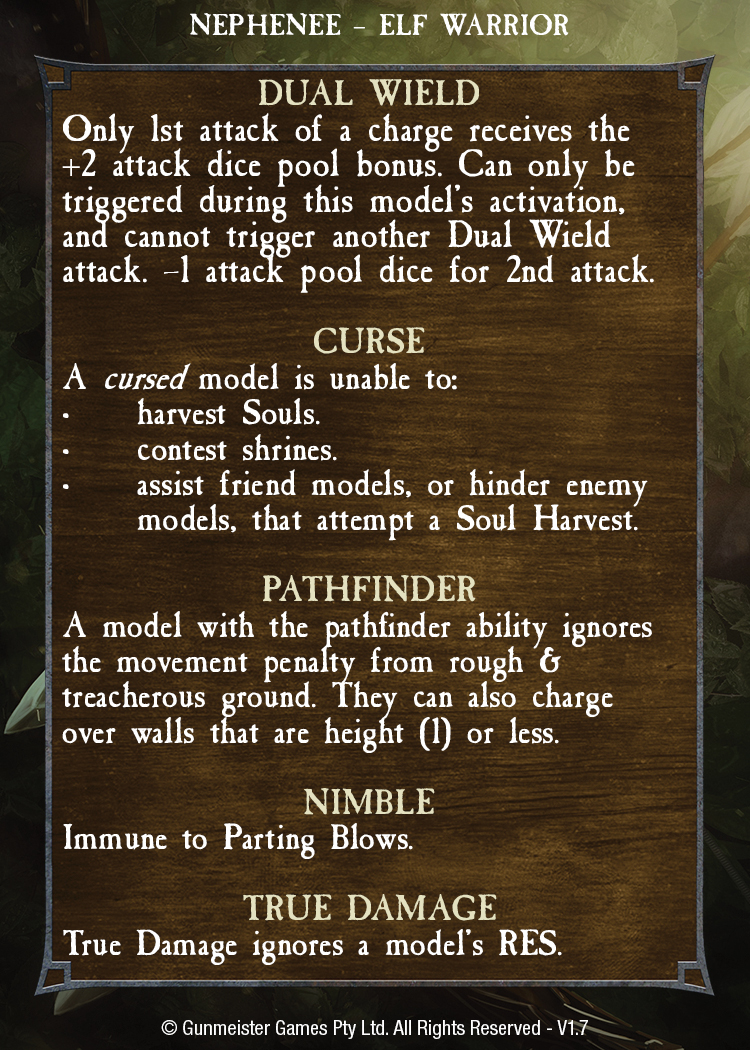 NEPHENEE – ELF WARRIOR
DUAL WIELD
Only 1st attack of a charge receives the
+2 attack dice pool bonus. Can only be
triggered during this model's activation,
and cannot trigger another Dual Wield
attack. -1 attack pool dice for 2nd attack.
CURSE
A cursed model is unable to:
· harvest Souls.
· contest shrines.
· assist friend models, or hinder enemy
models, that attempt a Soul Harvest.
PATHFINDER
A model with the pathfinder ability ignores
the movement penalty from rough &
treacherous ground. They can also charge
over walls that are height (1) or less.
NIMBLE
Immune to Parting Blows.
TRUE DAMAGE
True Damage ignores a model's RES.
© Gunmeister Games Pty Ltd. All Rights Reserved - V1.7